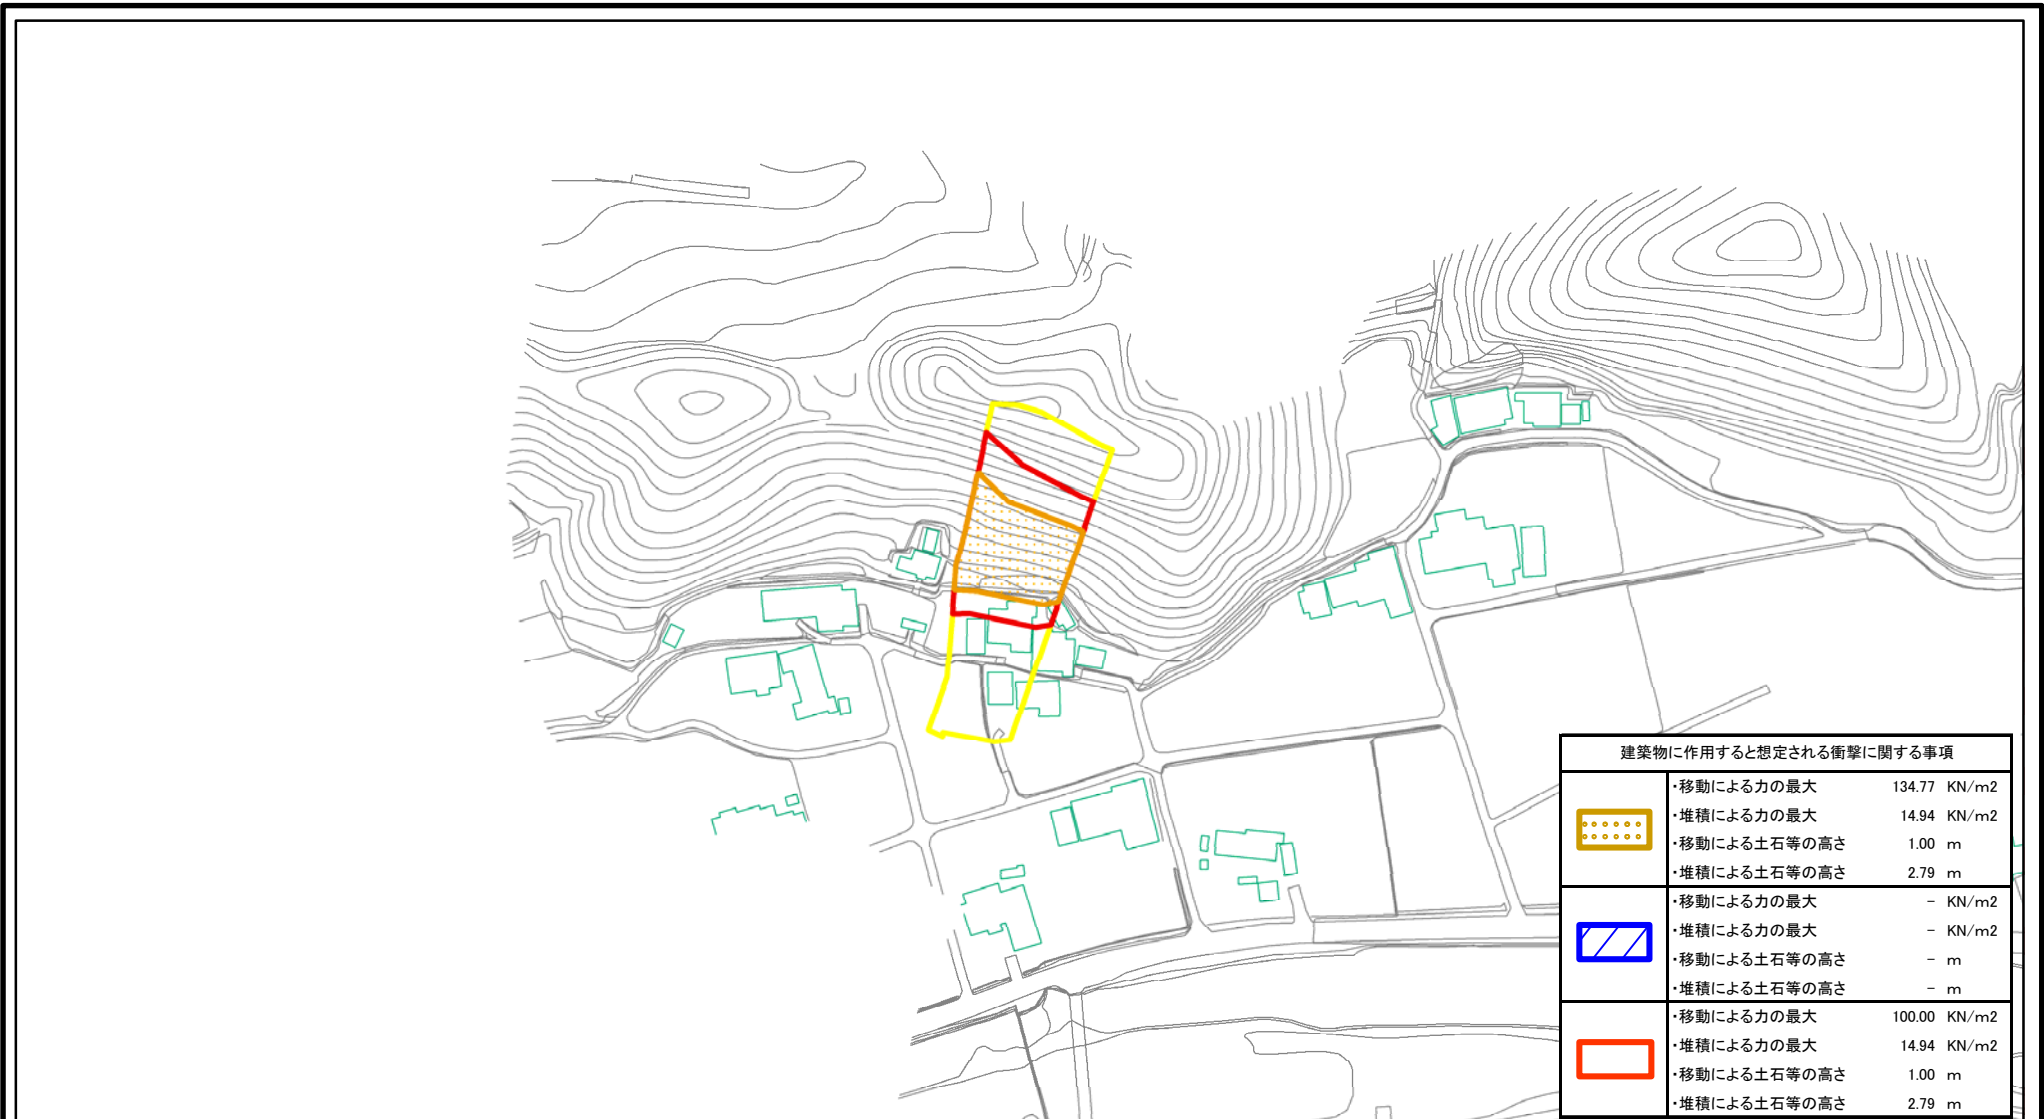 建築物に作用すると想定される衝撃に関する事項
・移動による力の最大 134.77 KN/m2
・堆積による力の最大 14.94 KN/m2
・移動による土石等の高さ 1.00 m
・堆積による土石等の高さ 2.79 m
・移動による力の最大 - KN/m2
・堆積による力の最大 - KN/m2
・移動による土石等の高さ - m
・堆積による土石等の高さ - m
・移動による力の最大 100.00 KN/m2
・堆積による力の最大 14.94 KN/m2
・移動による土石等の高さ 1.00 m
・堆積による土石等の高さ 2.79 m